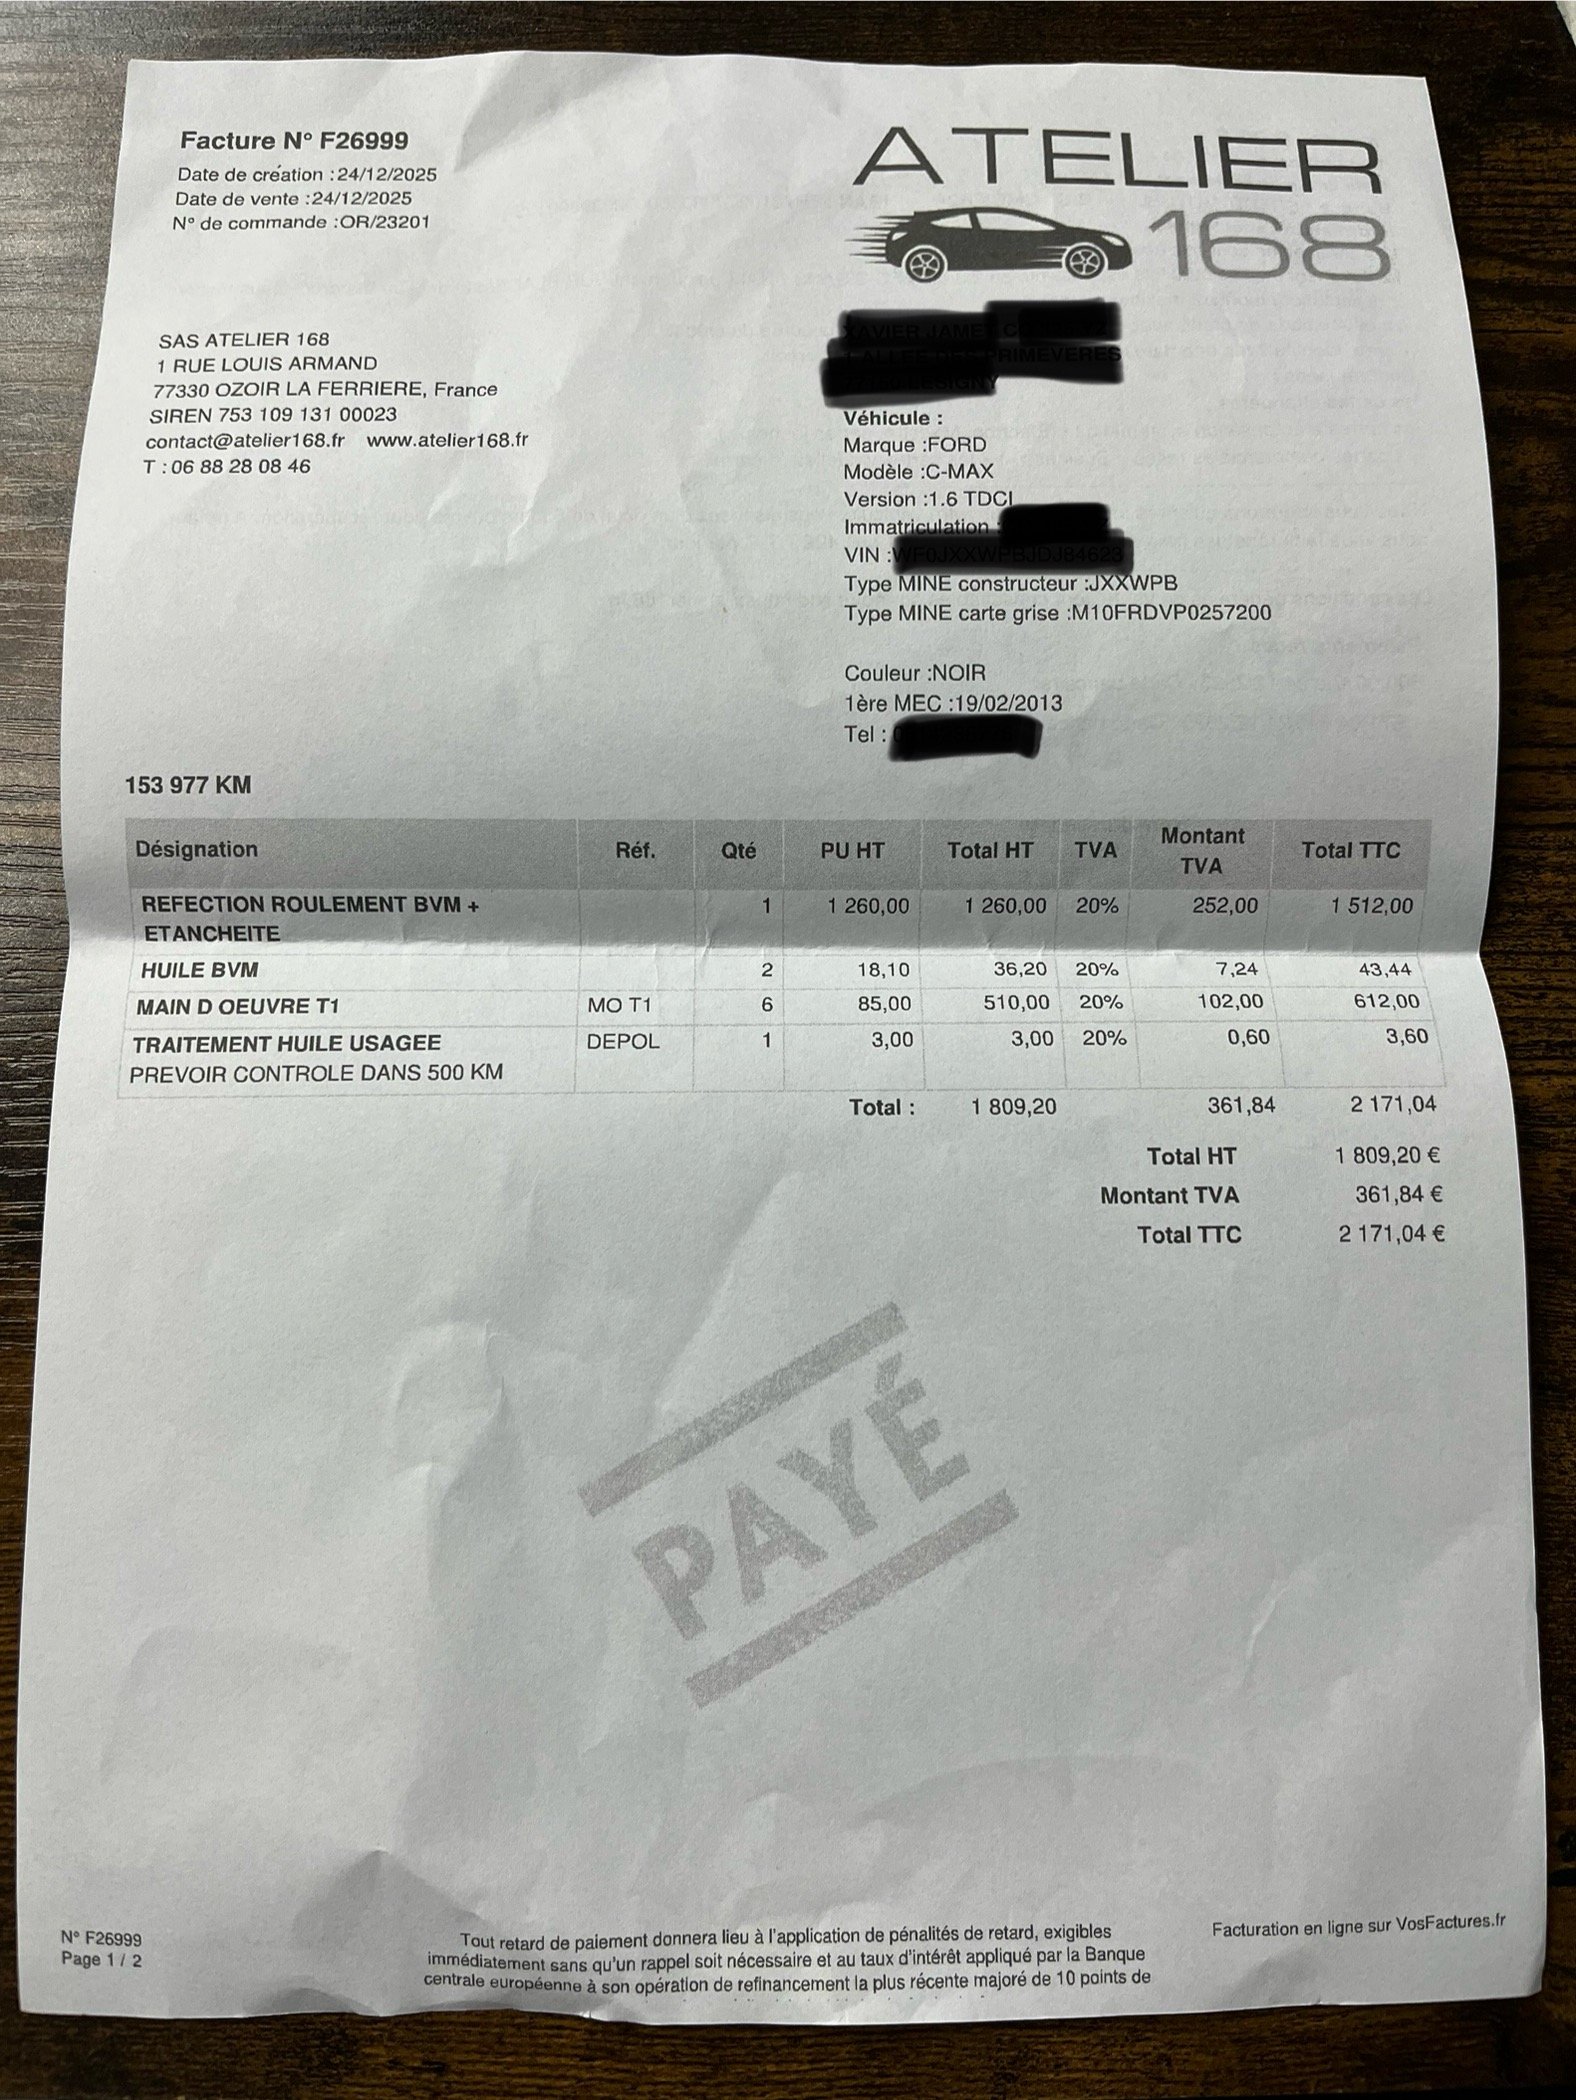 Facture N° F26999
Date de création :24/12/2025
Date de vente :24/12/2025
N° de commande :OR/23201
ATELIER
168
SAS ATELIER 168
1 RUE LOUIS ARMAND
77330 OZOIR LA FERRIERE, France
SIREN 753 109 131 00023
contact@atelier168.fr www.atelier168.fr
T : 06 88 28 08 46
Véhicule :
Marque :FORD
Modèle :C-MAX
Version :1.6 TDCI
Immatriculation :
VIN :
Type MINE constructeur :JXXWPB
Type MINE carte grise :M10FRDVP0257200
Couleur :NOIR
1ère MEC :19/02/2013
Tel :
153 977 KM
Désignation Réf. Qté PU HT Total HT TVA Montant TVA Total TTC
REFECTION ROULEMENT BVM + 1 1 260,00 1 260,00 20% 252,00 1 512,00
ETANCHEITE
HUILE BVM 2 18,10 36,20 20% 7,24 43,44
MAIN D OEUVRE T1 MO T1 6 85,00 510,00 20% 102,00 612,00
TRAITEMENT HUILE USAGEE DEPOL 1 3,00 3,00 20% 0,60 3,60
PREVOIR CONTROLE DANS 500 KM
Total : 1 809,20 361,84 2 171,04
Total HT 1 809,20 €
Montant TVA 361,84 €
Total TTC 2 171,04 €
PAYÉ
N° F26999
Page 1 / 2
Tout retard de paiement donnera lieu à l'application de pénalités de retard, exigibles
immédiatement sans qu'un rappel soit nécessaire et au taux d'intérêt appliqué par la Banque
centrale européenne à son opération de refinancement la plus récente majoré de 10 points de
Facturation en ligne sur VosFactures.fr